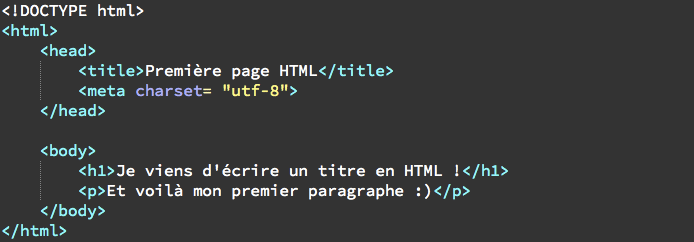 <!DOCTYPE html>
<html>
<head>
<title>Première page HTML</title>
<meta charset= "utf-8">
</head>
<body>
<h1>Je viens d'écrire un titre en HTML !</h1>
<p>Et voilà mon premier paragraphe :)</p>
</body>
</html>